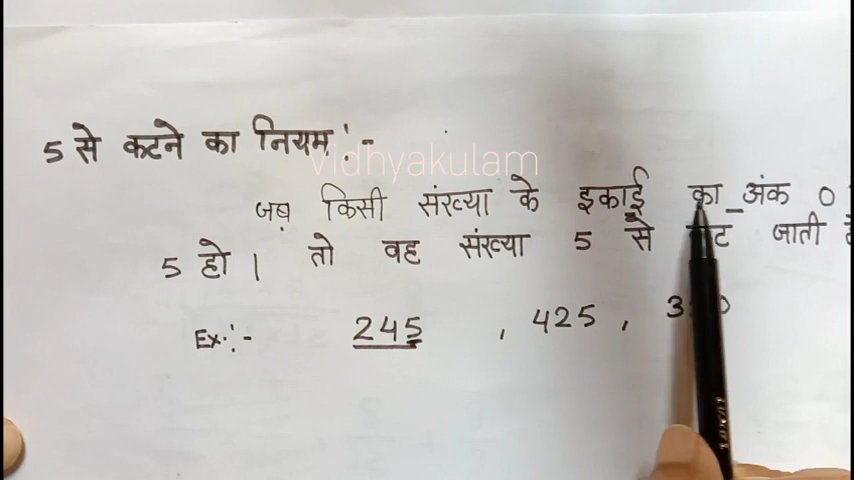 5 से कटने का नियम :-
Vidhyakulam
जब किसी संख्या के इकाई का अंक 0
5 हो । तो वह संख्या 5 से जाती
Ex :- 245 , 425 ,